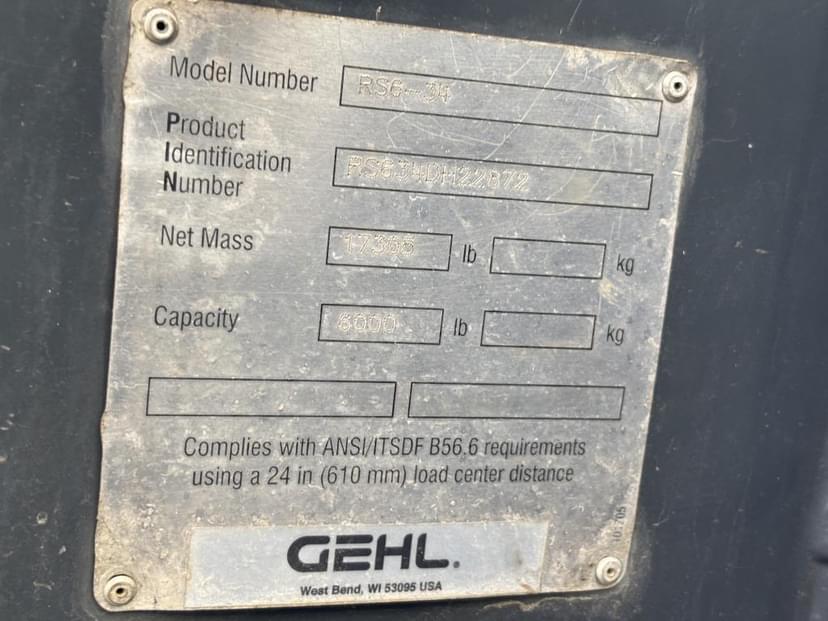 Model Number RS6-34
Product
Identification
Number RS634DH22872
Net Mass 17365 lb kg
Capacity 6000 lb kg
Complies with ANSI/ITSDF B56.6 requirements
using a 24 in (610 mm) load center distance
GEHL.
West Bend, WI 53095 USA